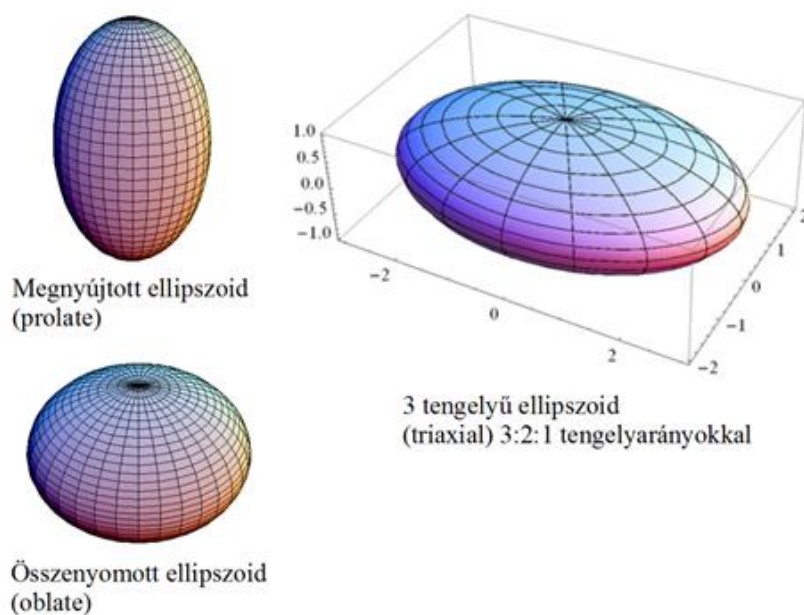 Megnyújtott ellipszoid
(prolate)
1.0
0.5
0.0
−0.5
−1.0
−2
0
2
2
1
0
−1
−2
3 tengelyű ellipszoid
(triaxial) 3:2:1 tengelyarányokkal
Összenyomott ellipszoid
(oblate)